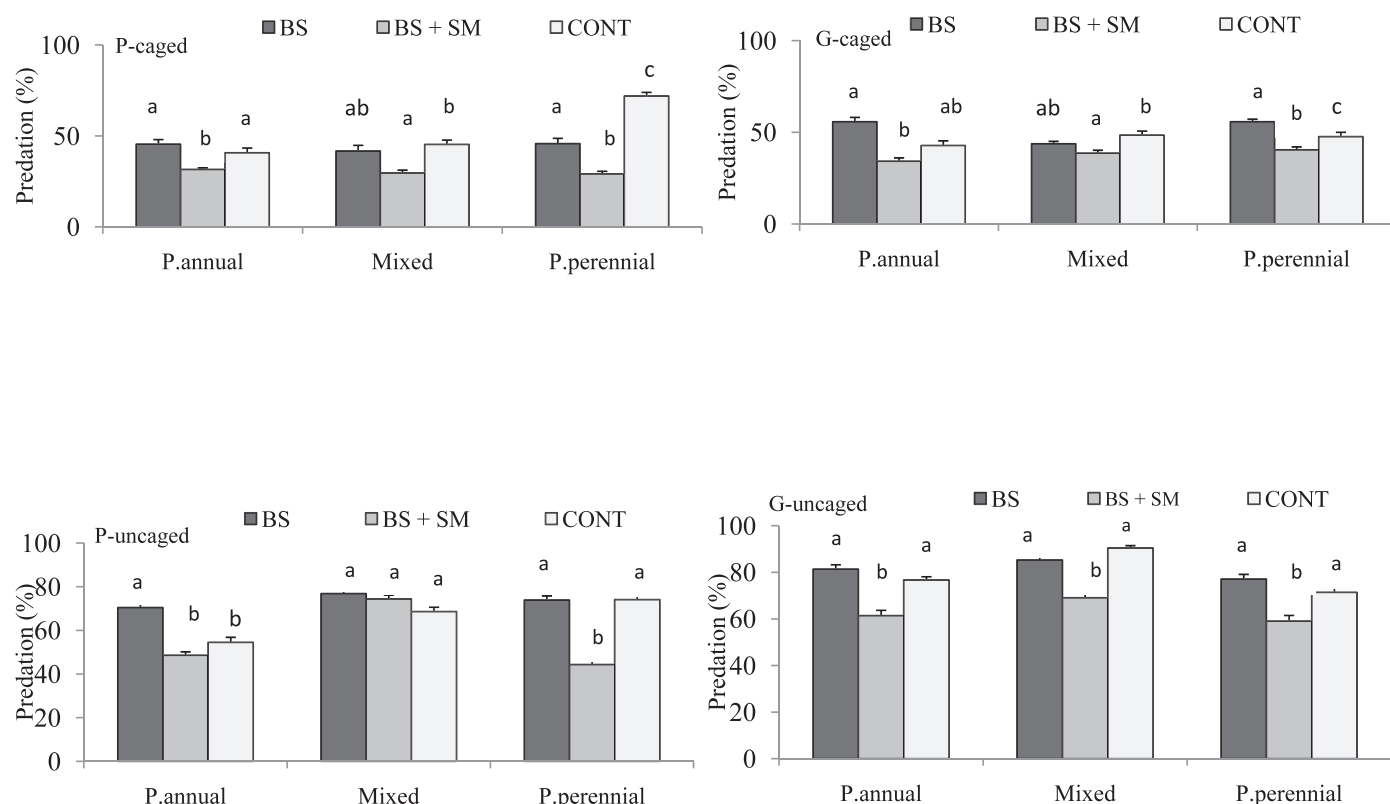 BS BS + SM CONT
P-caged
100
50
0
Predation (%)
a b a ab a b a b c
P.annual Mixed P.perennial
BS BS + SM CONT
G-caged
100
50
0
Predation (%)
a b ab ab a b a b c
P.annual Mixed P.perennial
BS BS + SM CONT
P-uncaged
100
80
60
40
20
0
Predation (%)
a b b a a a a b a
P.annual Mixed P.perennial
BS BS + SM CONT
G-uncaged
100
80
60
40
20
0
Predation (%)
a b a a b a a b a
P.annual Mixed P.perennial